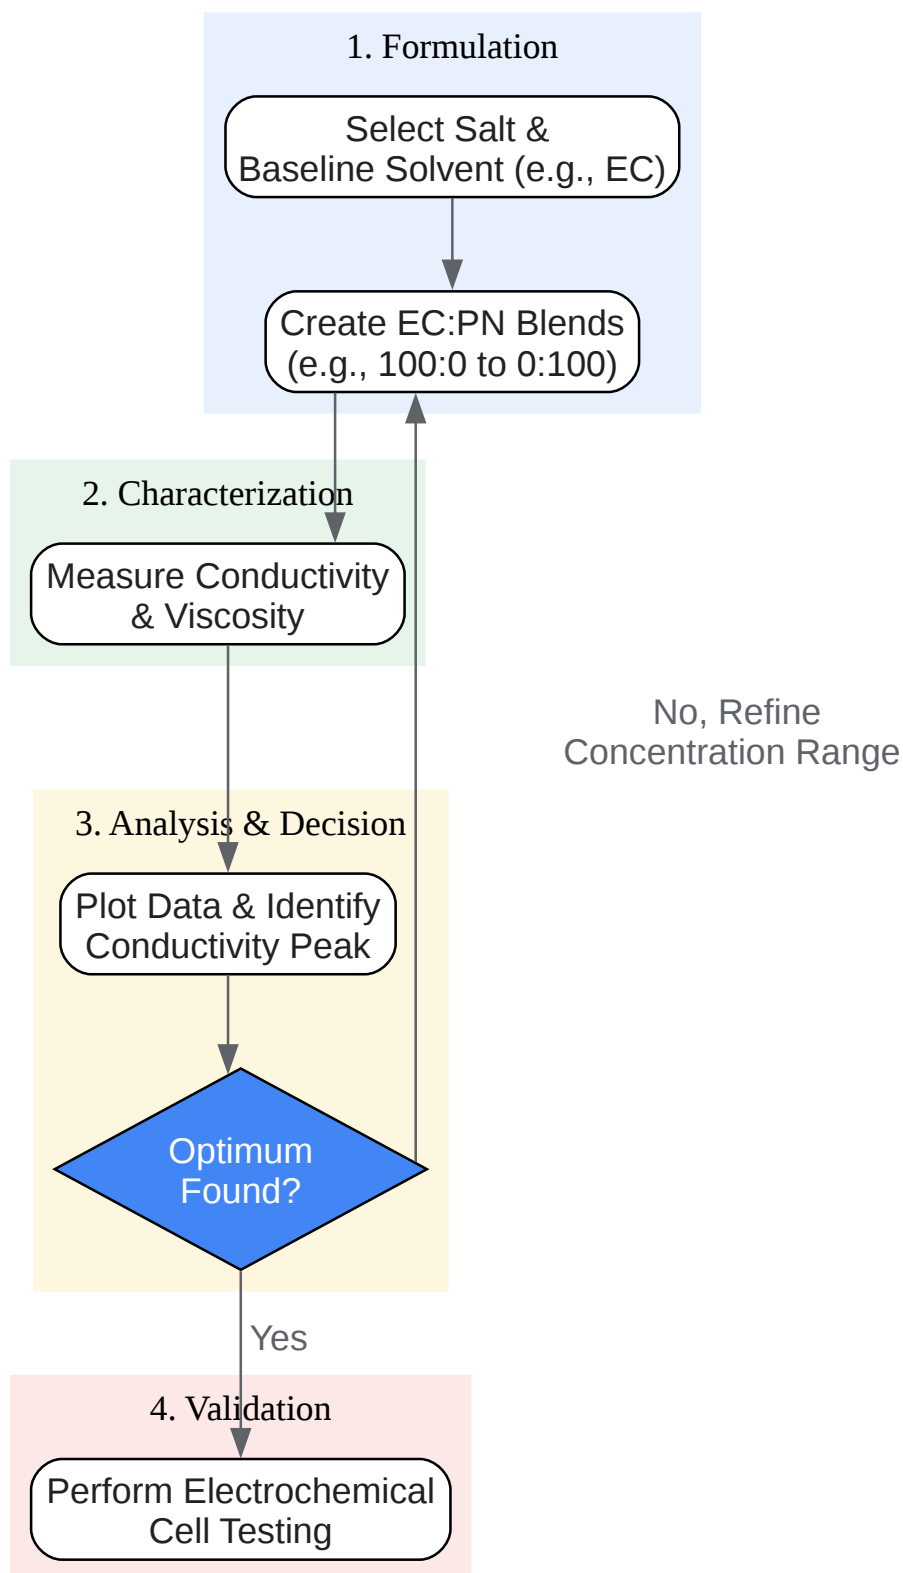 1. Formulation
Select Salt &
Baseline Solvent (e.g., EC)
Create EC:PN Blends
(e.g., 100:0 to 0:100)
2. Characterization
Measure Conductivity
& Viscosity
No, Refine
Concentration Range
3. Analysis & Decision
Plot Data & Identify
Conductivity Peak
Optimum
Found?
Yes
4. Validation
Perform Electrochemical
Cell Testing